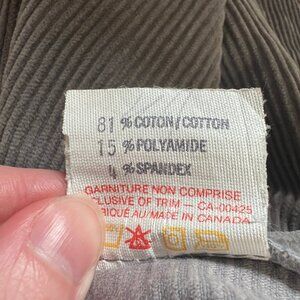 81 % COTON/COTTON
15 % POLYAMIDE
4 % SPANDEX
GARNITURE NON COMPRISE
CLUSIVE OF TRIM – CA-00425
RIQUÉ AU/MADE IN CANADA